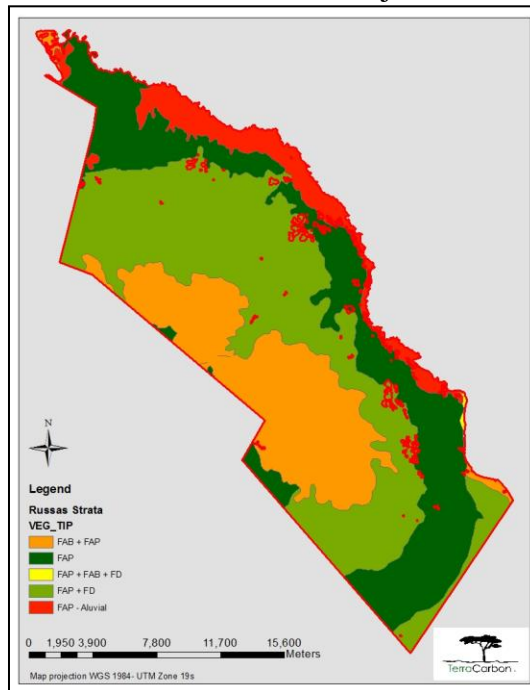 N
Legend
Russas Strata
VEG_TIP
FAB + FAP
FAP
FAP + FAB + FD
FAP + FD
FAP - Aluvial
0 1,950 3,900 7,800 11,700 15,600
Meters
Map projection WGS 1984- UTM Zone 19s
TerraCarbon